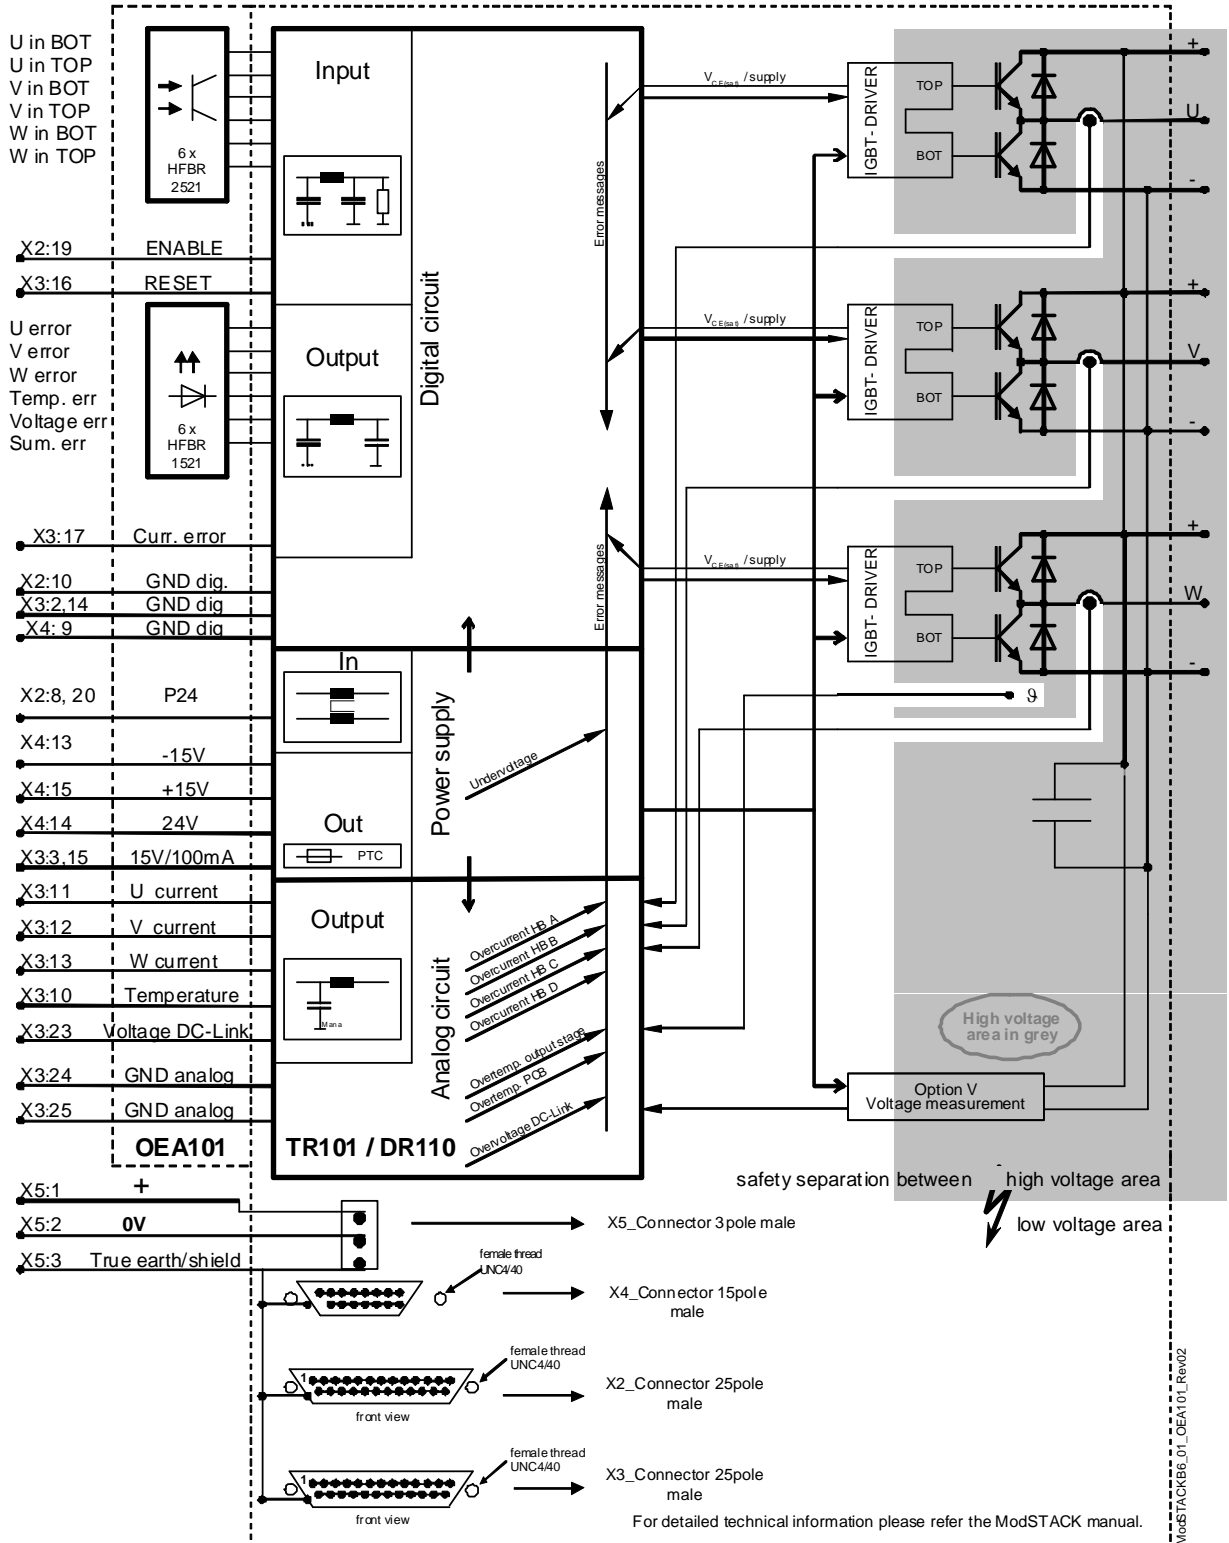 U in BOT
U in TOP
V in BOT
V in TOP
W in BOT
W in TOP
6 x
HFBR
2521
Input
Digital circuit
X2:19 ENABLE
X3:16 RESET
U error
V error
W error
Temp. err
Voltage err
Sum. err
6 x
HFBR
1521
Output
X3:17 Curr. error
X2:10 GND dig.
X3:2,14 GND dig
X4: 9 GND dig
Error messages
Error messages
VCE(sat) / supply
IGBT- DRIVER
TOP
BOT
+
U
-
VCE(sat) / supply
IGBT- DRIVER
TOP
BOT
+
V
-
VCE(sat) / supply
IGBT- DRIVER
TOP
BOT
+
W
-
ϑ
In
Power supply
X2:8, 20 P24
X4:13 -15V
X4:15 +15V
X4:14 24V
X3:3,15 15V/100mA
Out
PTC
Undervoltage
X3:11 U current
X3:12 V current
X3:13 W current
X3:10 Temperature
X3:23 Voltage DC-Link
X3:24 GND analog
X3:25 GND analog
Output
Mana
Analog circuit
Overcurrent HB A
Overcurrent HB B
Overcurrent HB C
Overcurrent HB D
Overtemp. output stage
Overtemp. PCB
Overvoltage DC-Link
High voltage
area in grey
Option V
Voltage measurement
OEA101
TR101 / DR110
safety separation between high voltage area
low voltage area
X5:1 +
X5:2 0V
X5:3 True earth/shield
X5_Connector 3pole male
female thread
UNC4/40
X4_Connector 15pole
male
1
female thread
UNC4/40
front view
X2_Connector 25pole
male
1
female thread
UNC4/40
front view
X3_Connector 25pole
male
For detailed technical information please refer the ModSTACK manual.
ModSTACKB6_01_OEA101_Rev02